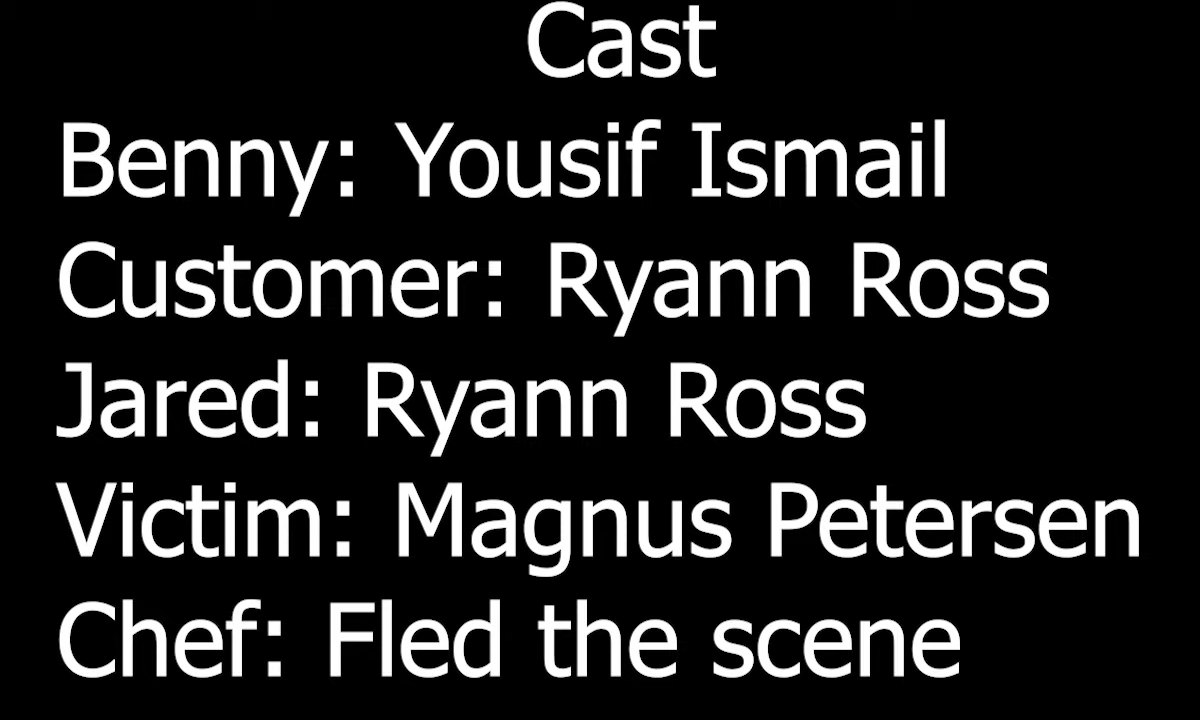 Cast
Benny: Yousif Ismail
Customer: Ryann Ross
Jared: Ryann Ross
Victim: Magnus Petersen
Chef: Fled the scene